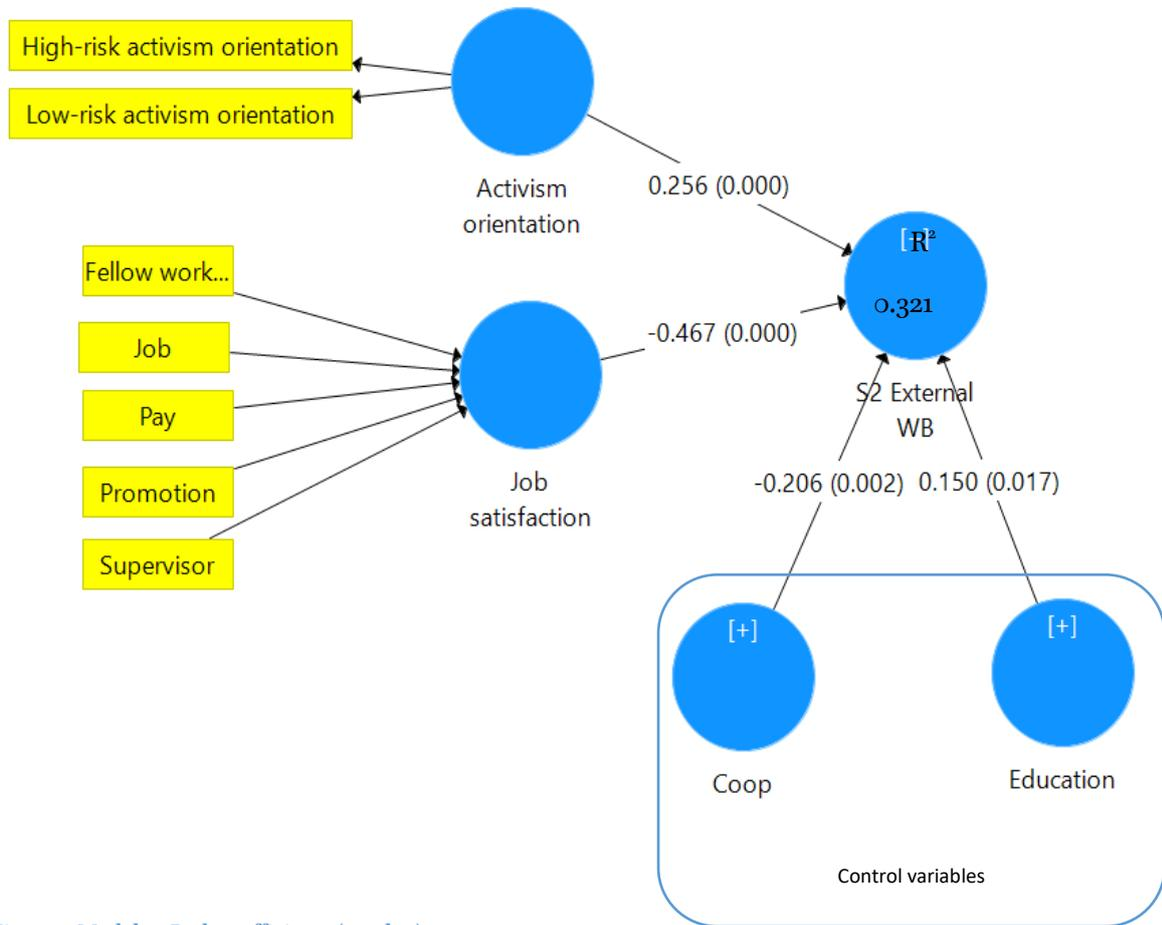 High-risk activism orientation
Low-risk activism orientation
Activism
orientation
0.256 (0.000)
R²
0.321
Fellow work...
Job
Pay
Promotion
Supervisor
Job
satisfaction
-0.467 (0.000)
S2 External
WB
-0.206 (0.002)
0.150 (0.017)
[+]
[+]
Coop
Education
Control variables